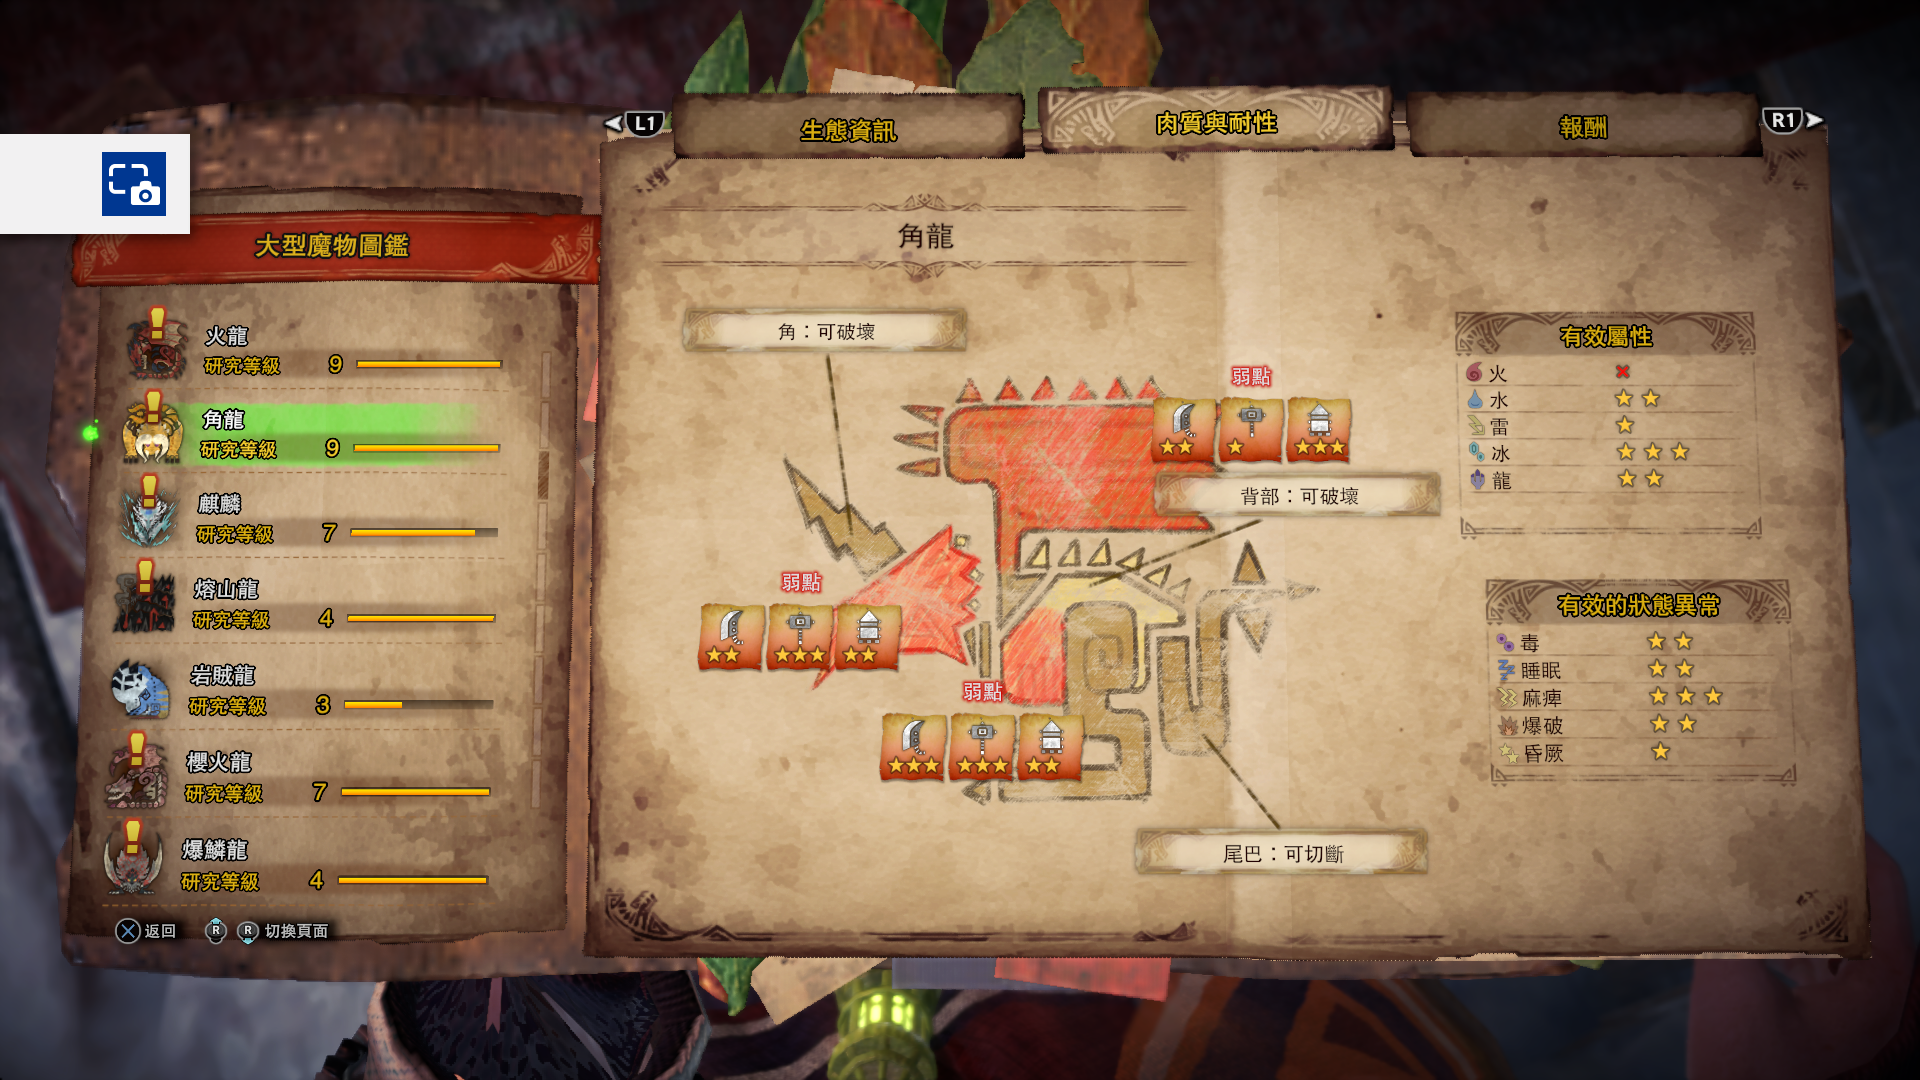 L1
生態資訊
肉質與耐性
報酬
R1
大型魔物圖鑑
火龍
研究等級 9
角龍
研究等級 9
麒麟
研究等級 7
熔山龍
研究等級 4
岩賊龍
研究等級 3
櫻火龍
研究等級 7
爆鱗龍
研究等級 4
返回
R R 切換頁面
角龍
角：可破壞
弱點
背部：可破壞
弱點
弱點
尾巴：可切斷
有效屬性
火
水
雷
冰
龍
有效的狀態異常
毒
睡眠
麻痺
爆破
昏厥